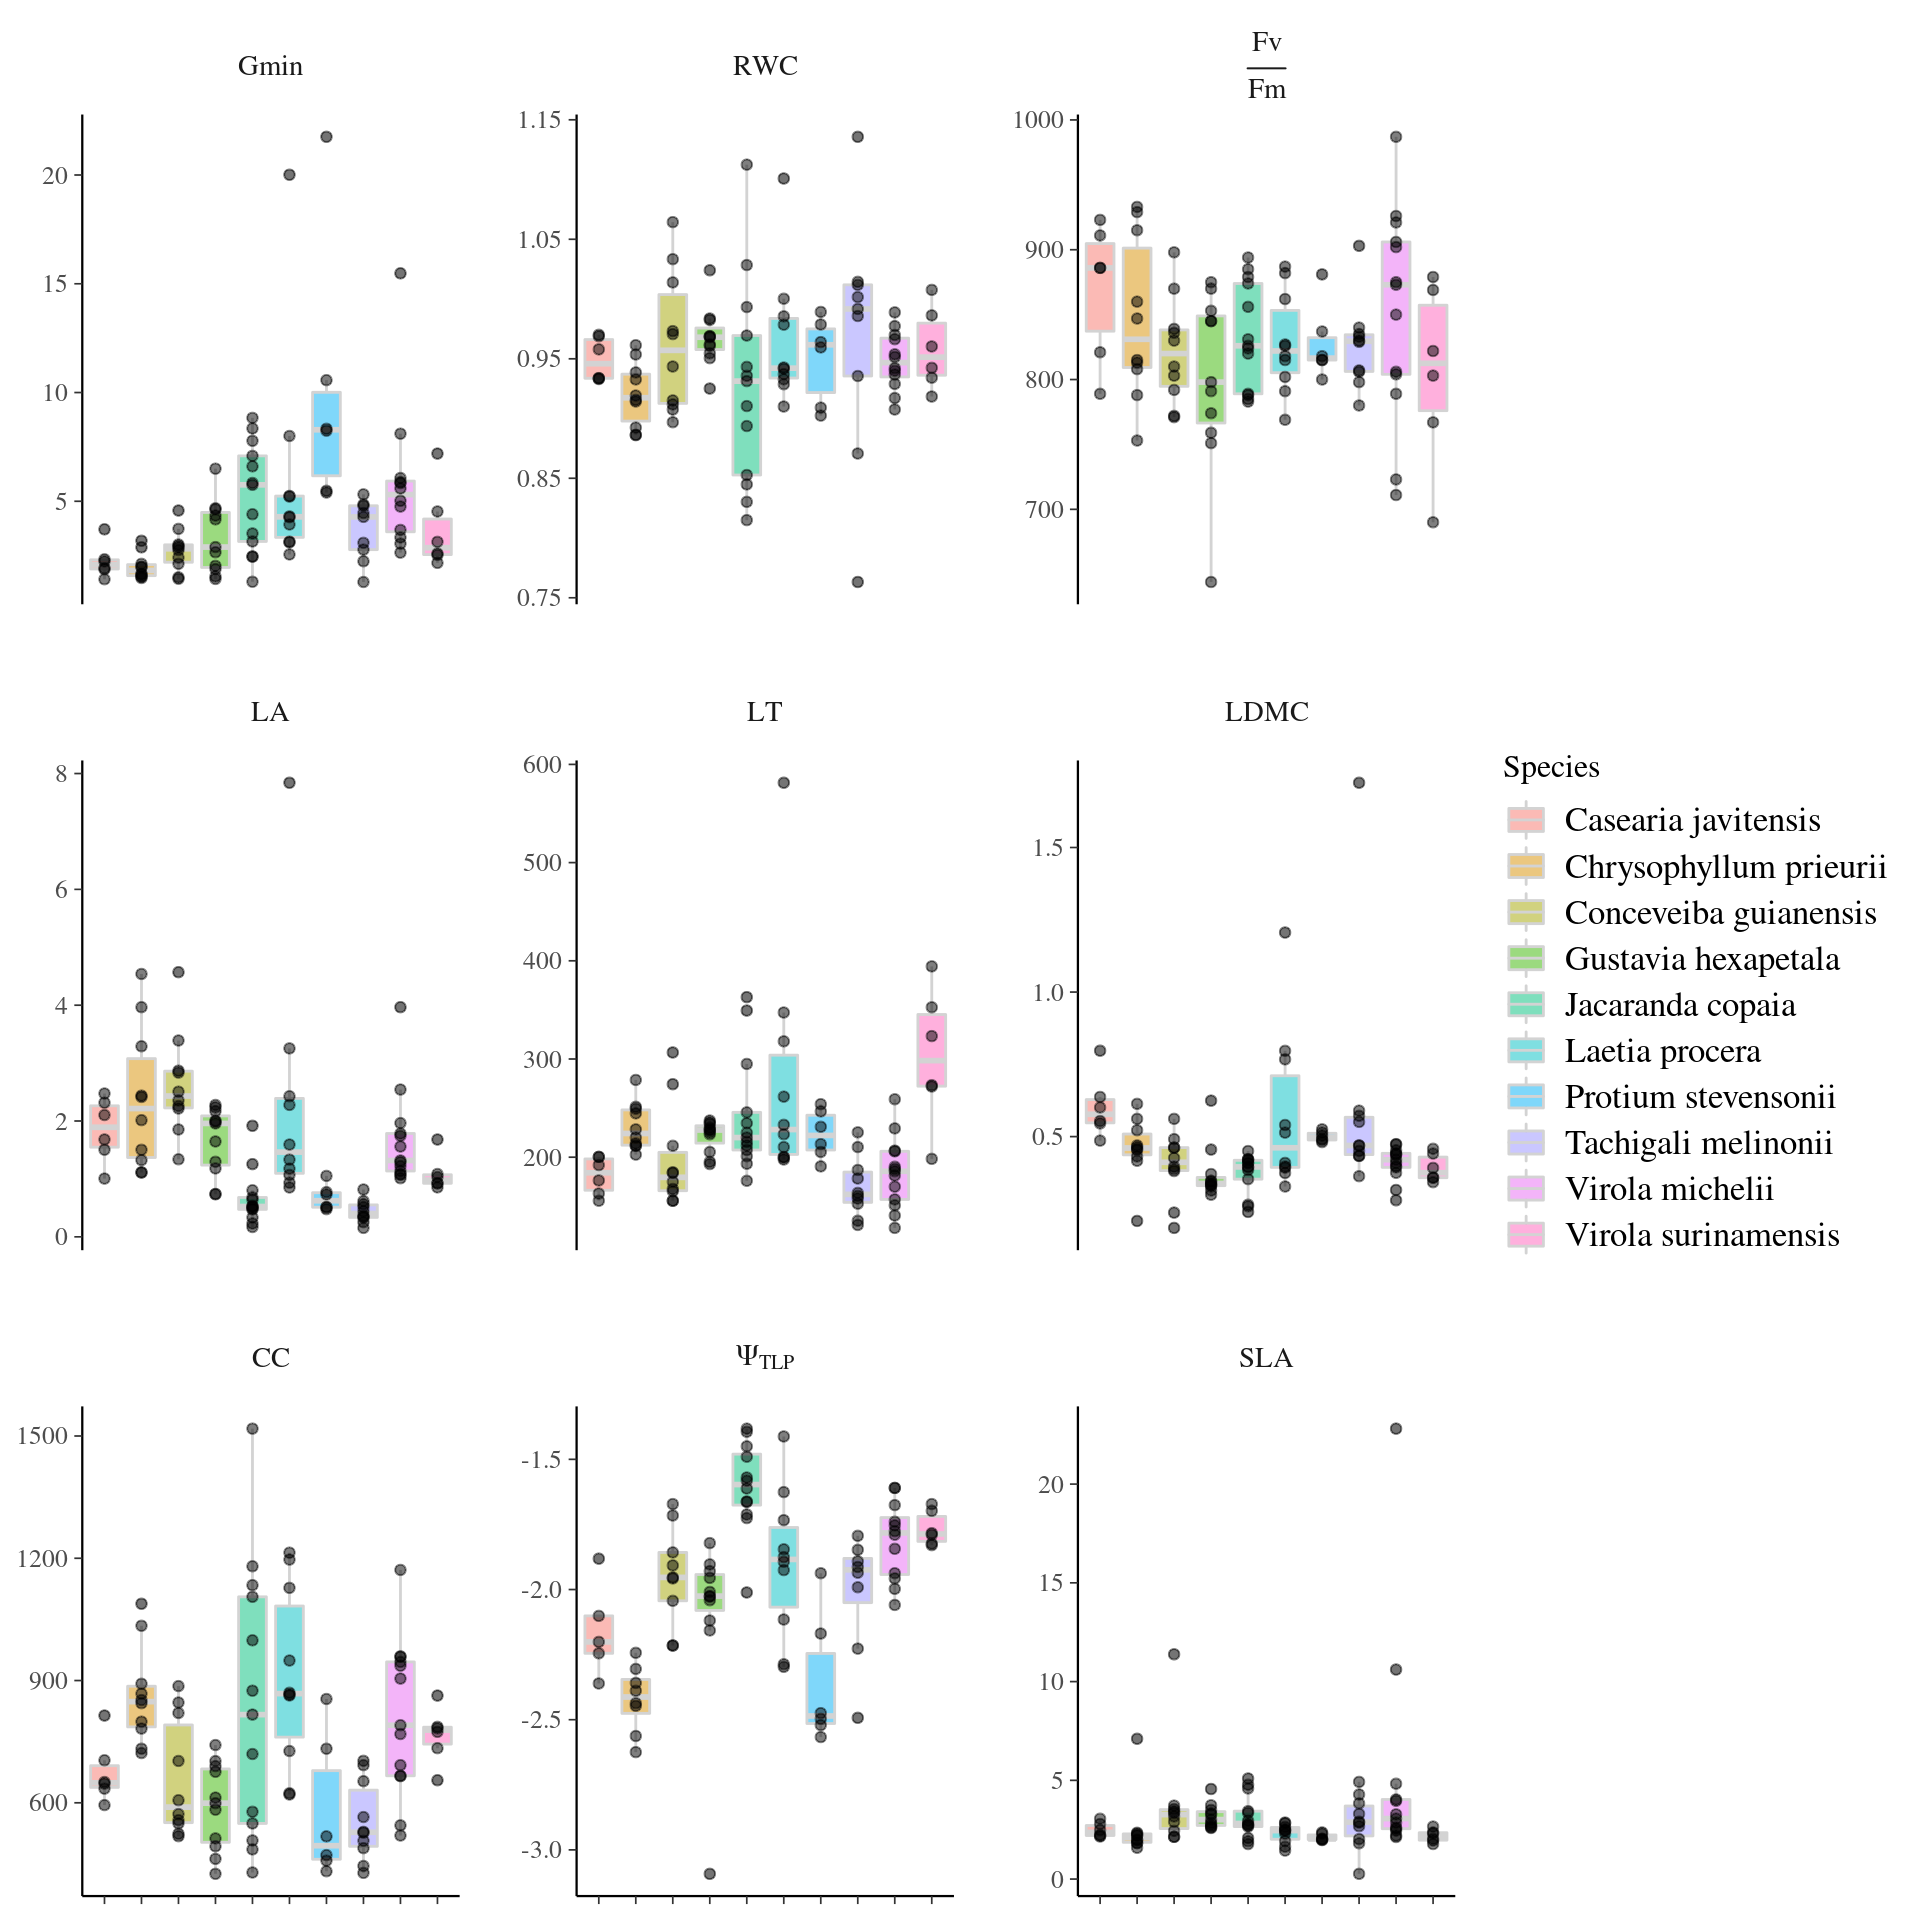 Gmin
RWC
Fv
Fm
20
15
10
5
1.15
1.05
0.95
0.85
0.75
1000
900
800
700
LA
LT
LDMC
8
6
4
2
0
600
500
400
300
200
1.5
1.0
0.5
Species
Casearia javitensis
Chrysophyllum prieurii
Conceveiba guianensis
Gustavia hexapetala
Jacaranda copaia
Laetia procera
Protium stevensonii
Tachigali melinonii
Virola michelii
Virola surinamensis
CC
ΨTLP
SLA
1500
1200
900
600
-1.5
-2.0
-2.5
-3.0
20
15
10
5
0